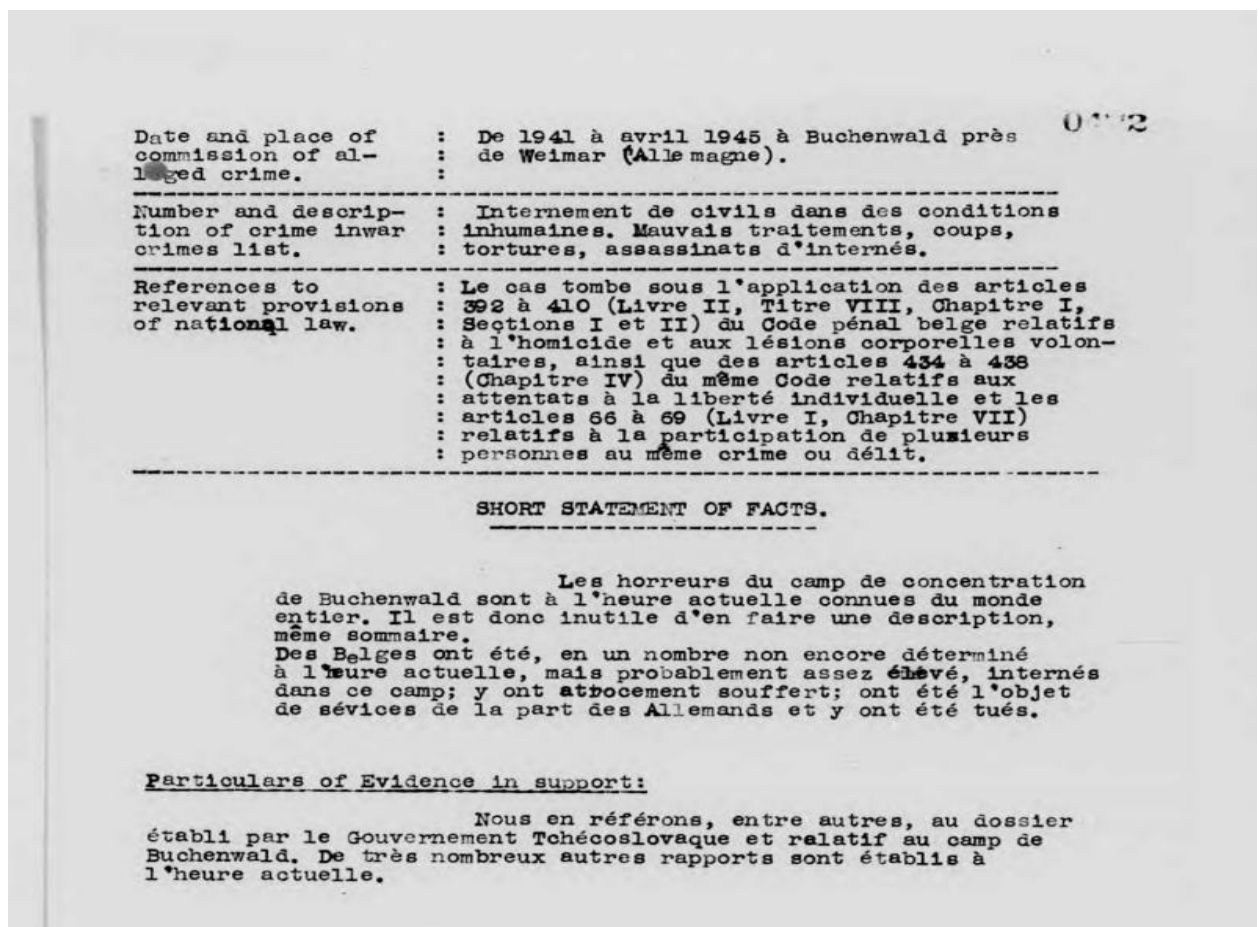 Date and place of : De 1941 à avril 1945 à Buchenwald près
commission of al- : de Weimar (Allemagne).
leged crime. :
Number and descrip- : Internement de civils dans des conditions
tion of crime inwar : inhumaines. Mauvais traitements, coups,
crimes list. : tortures, assassinats d'internés.
References to : Le cas tombe sous l'application des articles
relevant provisions : 392 à 410 (Livre II, Titre VIII, Chapitre I,
of national law. : Sections I et II) du Code pénal belge relatifs
: à l'homicide et aux lésions corporelles volon-
: taires, ainsi que des articles 434 à 438
: (Chapitre IV) du même Code relatifs aux
: attentats à la liberté individuelle et les
: articles 66 à 69 (Livre I, Chapitre VII)
: relatifs à la participation de plusieurs
: personnes au même crime ou délit.
SHORT STATEMENT OF FACTS.
Les horreurs du camp de concentration
de Buchenwald sont à l'heure actuelle connues du monde
entier. Il est donc inutile d'en faire une description,
même sommaire.
Des Belges ont été, en un nombre non encore déterminé
à l'heure actuelle, mais probablement assez élevé, internés
dans ce camp; y ont atrocement souffert; ont été l'objet
de sévices de la part des Allemands et y ont été tués.
Particulars of Evidence in support:
Nous en référons, entre autres, au dossier
établi par le Gouvernement Tchécoslovaque et relatif au camp de
Buchenwald. De très nombreux autres rapports sont établis à
l'heure actuelle.